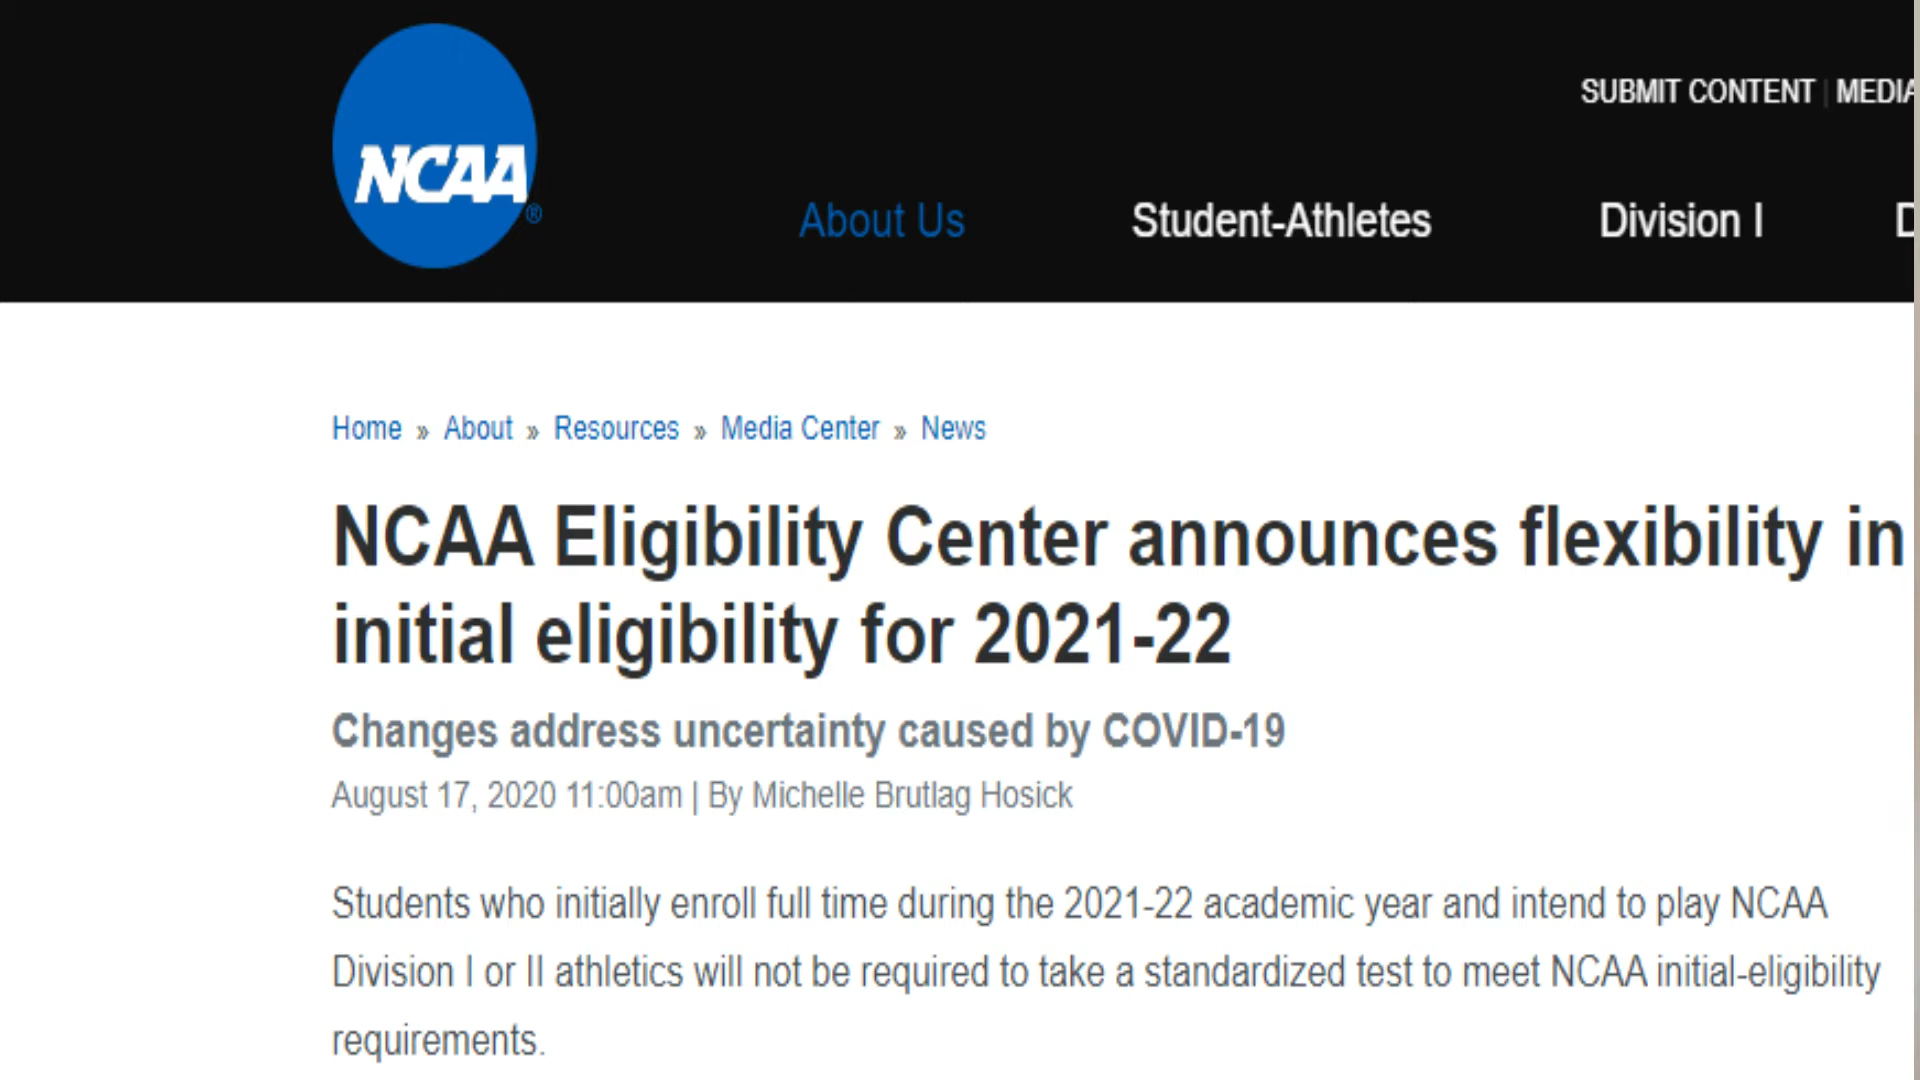 NCAA®
SUBMIT CONTENT | MEDIA
About Us Student-Athletes Division I
Home » About » Resources » Media Center » News
NCAA Eligibility Center announces flexibility in
initial eligibility for 2021-22
Changes address uncertainty caused by COVID-19
August 17, 2020 11:00am | By Michelle Brutlag Hosick
Students who initially enroll full time during the 2021-22 academic year and intend to play NCAA
Division I or II athletics will not be required to take a standardized test to meet NCAA initial-eligibility
requirements.